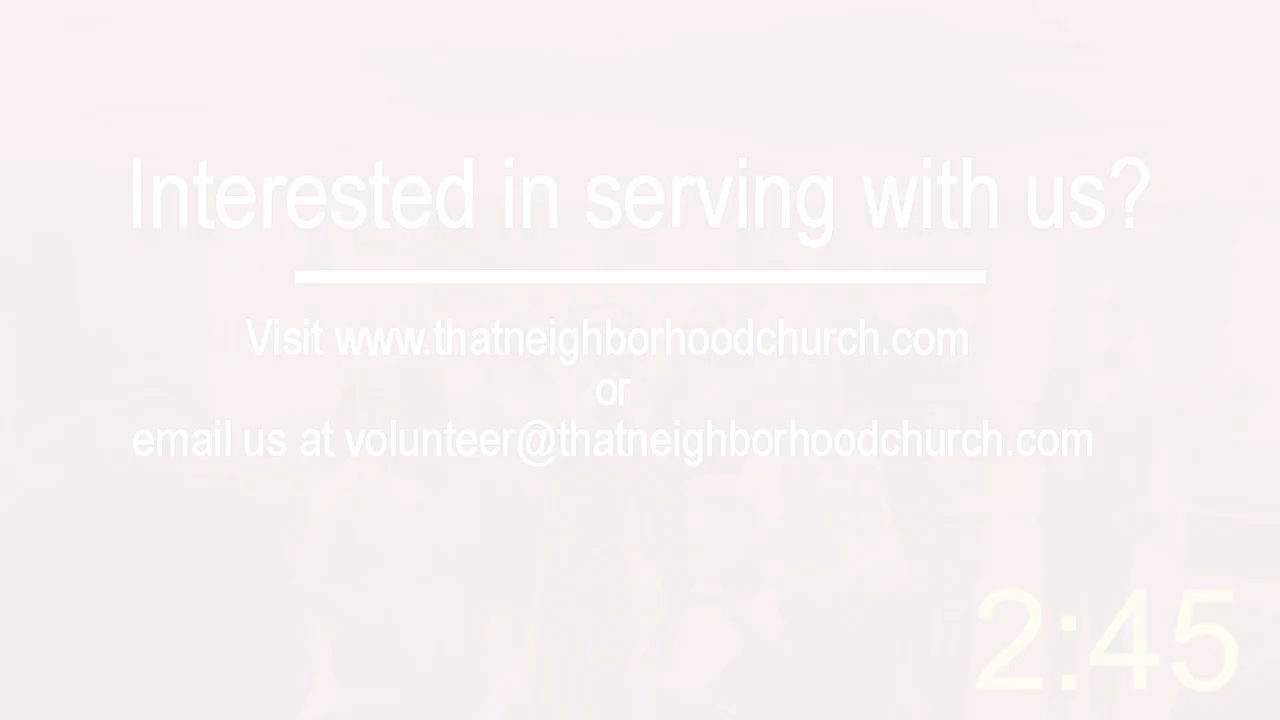 Interested in serving with us?
Visit www.thatneighborhoodchurch.com
or
email us at volunteer@thatneighborhoodchurch.com
2:45